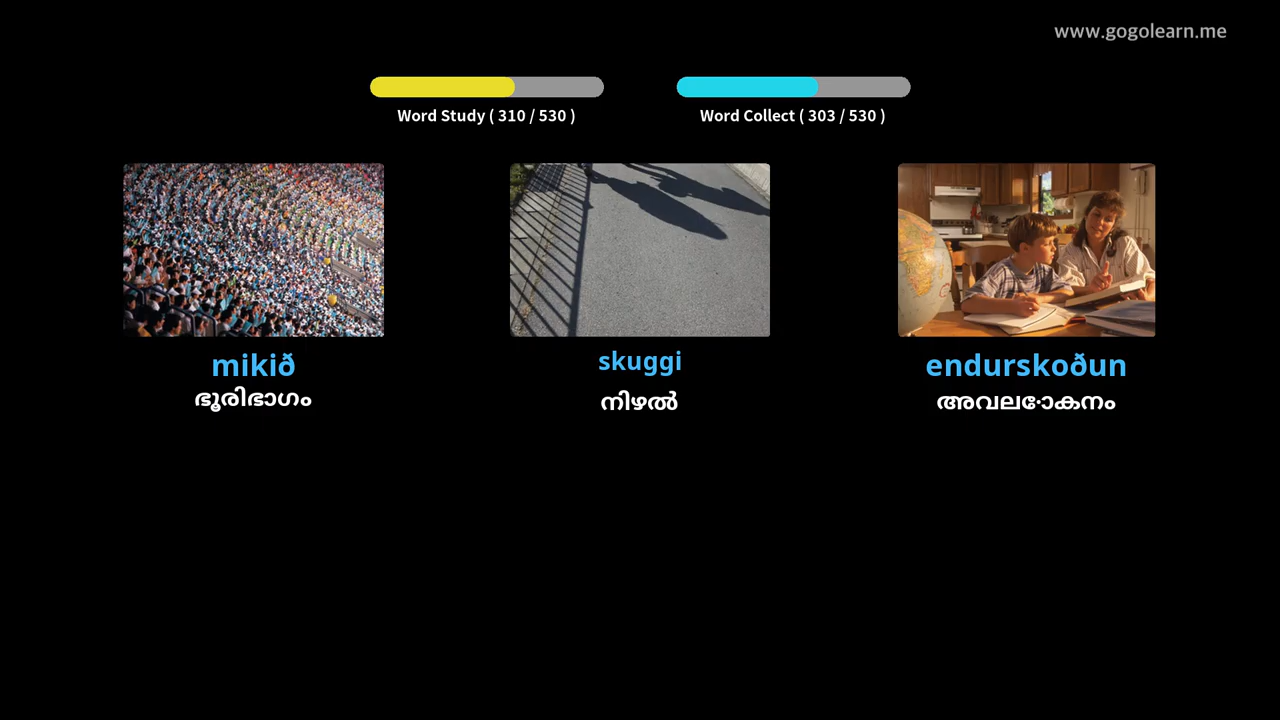 www.gogolearn.me
Word Study ( 310 / 530 )
Word Collect ( 303 / 530 )
mikið
skuggi
endurskoðun
ഭൂരിഭാഗം
നിഴൽ
അവലോകനം